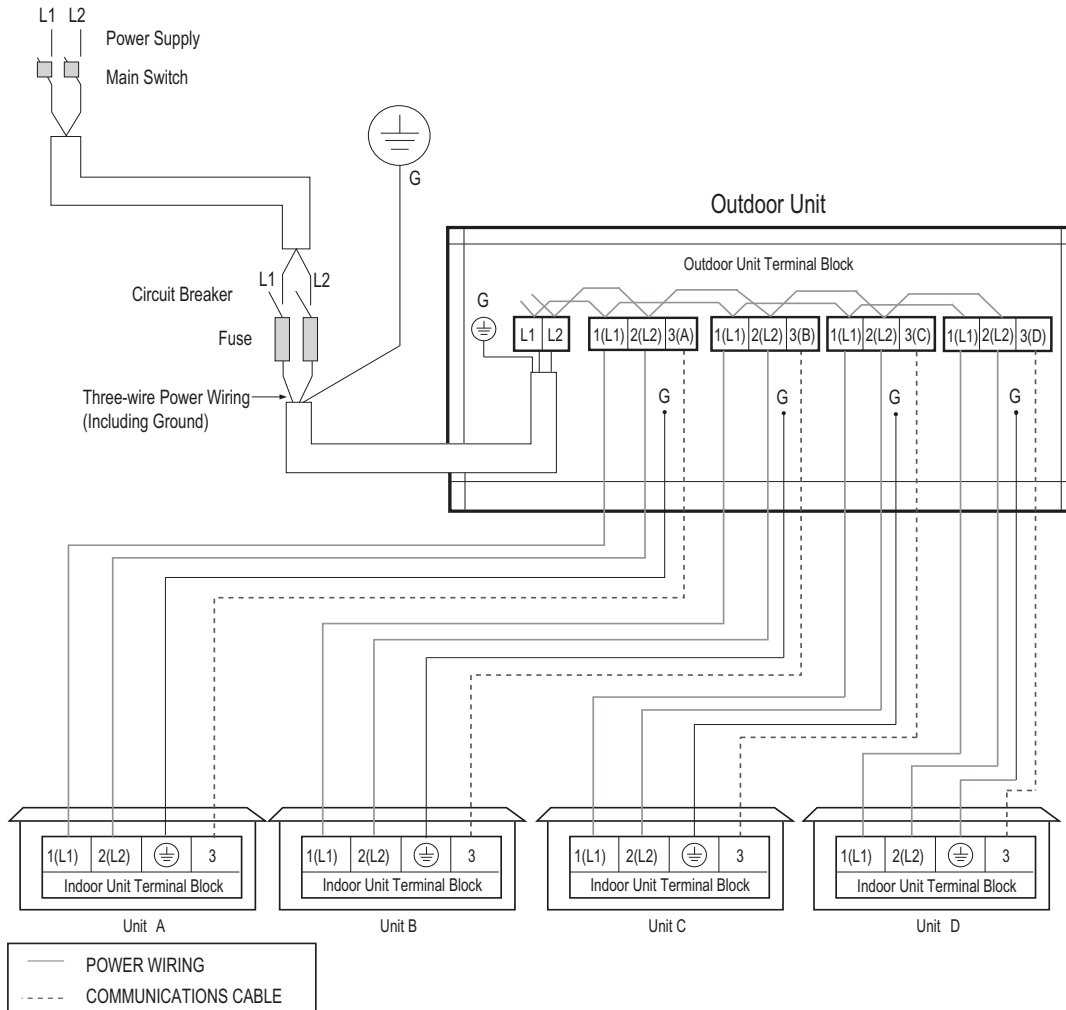 L1 L2
Power Supply
Main Switch
G
Outdoor Unit
Outdoor Unit Terminal Block
L1 L2
Circuit Breaker
Fuse
G
L1 L2
1(L1) 2(L2) 3(A)
1(L1) 2(L2) 3(B)
1(L1) 2(L2) 3(C)
1(L1) 2(L2) 3(D)
Three-wire Power Wiring
(Including Ground)
G G G G
1(L1) 2(L2) 3
Indoor Unit Terminal Block
Unit A
1(L1) 2(L2) 3
Indoor Unit Terminal Block
Unit B
1(L1) 2(L2) 3
Indoor Unit Terminal Block
Unit C
1(L1) 2(L2) 3
Indoor Unit Terminal Block
Unit D
POWER WIRING
COMMUNICATIONS CABLE